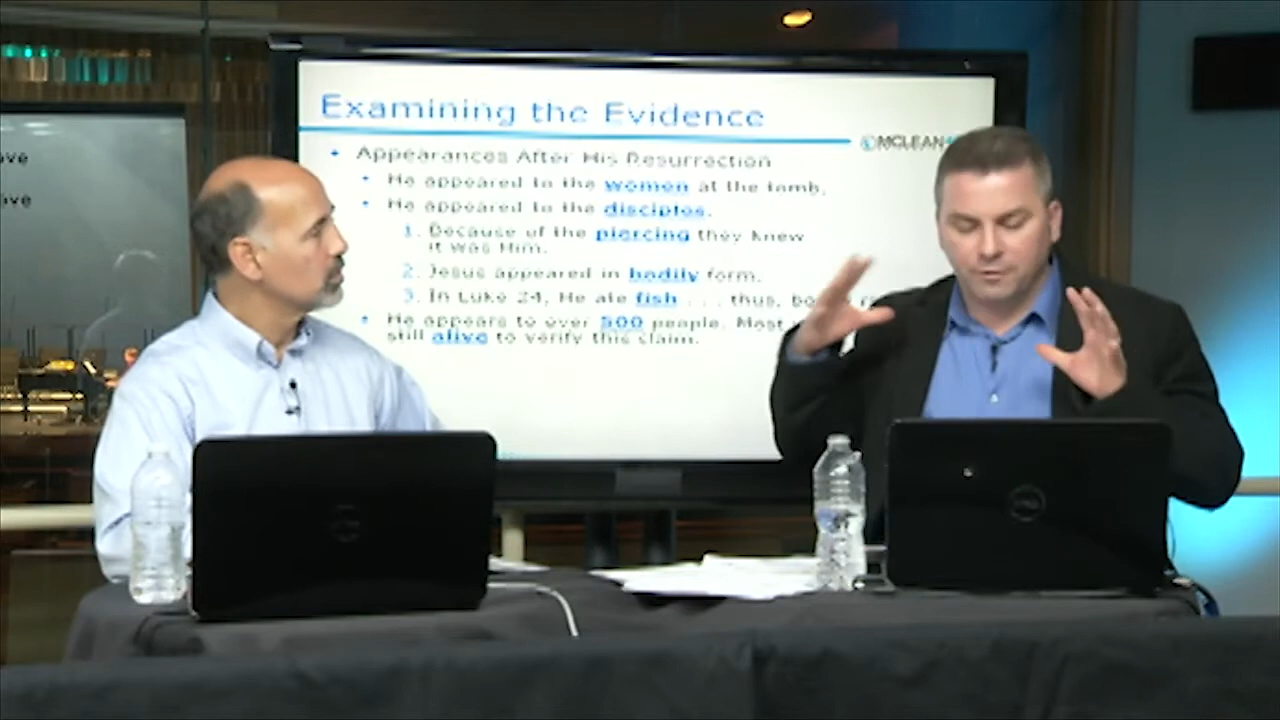 Examining the Evidence
MCLEAN
ove
ove
• Appearances After His Resurrection
• He appeared to the women at the tomb.
• He appeared to the disciples.
1. Because of the piercing they knew
it was Him.
2. Jesus appeared in bodily form.
3. In Luke 24, He ate fish . . . thus,
• He appears to over 500 people. Most
still alive to verify this claim.
DELL